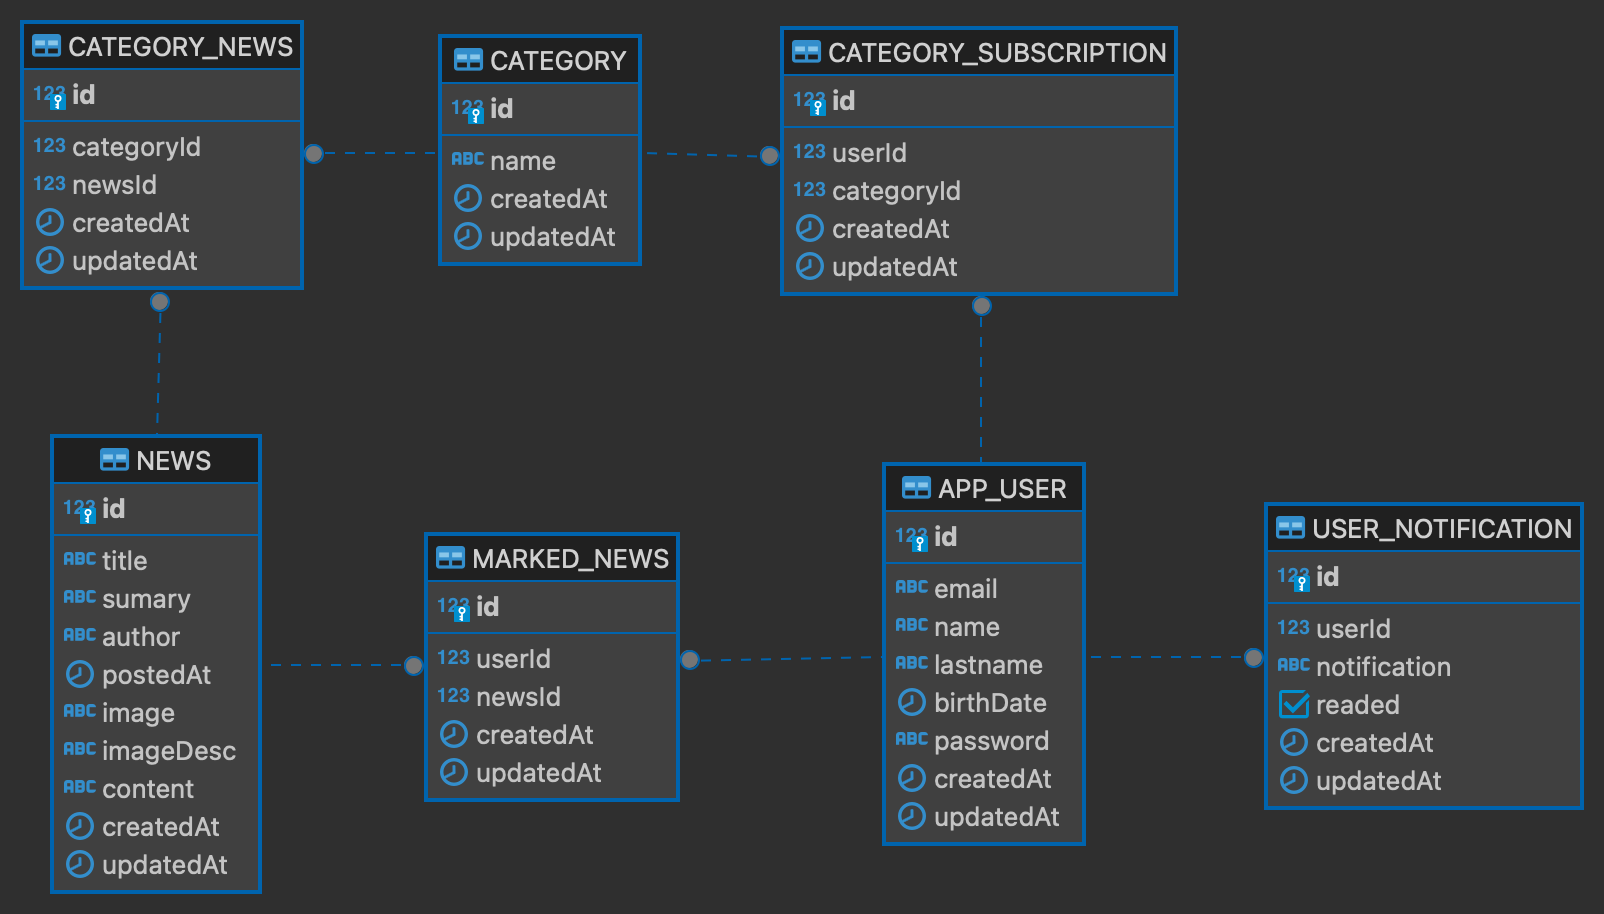 CATEGORY_NEWS
123 id
123 categoryId
123 newsId
createdAt
updatedAt
CATEGORY
123 id
ABC name
createdAt
updatedAt
CATEGORY_SUBSCRIPTION
123 id
123 userId
123 categoryId
createdAt
updatedAt
NEWS
123 id
ABC title
ABC sumary
ABC author
postedAt
ABC image
ABC imageDesc
ABC content
createdAt
updatedAt
MARKED_NEWS
123 id
123 userId
123 newsId
createdAt
updatedAt
APP_USER
123 id
ABC email
ABC name
ABC lastname
birthDate
ABC password
createdAt
updatedAt
USER_NOTIFICATION
123 id
123 userId
ABC notification
readed
createdAt
updatedAt